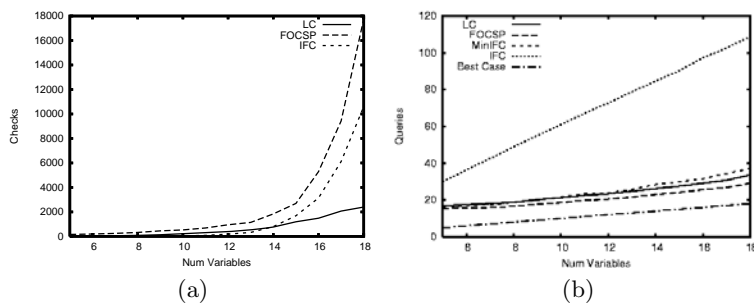 18000
16000
14000
12000
10000
8000
6000
4000
2000
0
Checks
LC
FOCSP
IFC
6 8 10 12 14 16 18
Num Variables
(a)
120
100
80
60
40
20
0
Queries
LC
FOCSP
MinIFC
IFC
Best Case
6 8 10 12 14 16 18
Num Variables
(b)